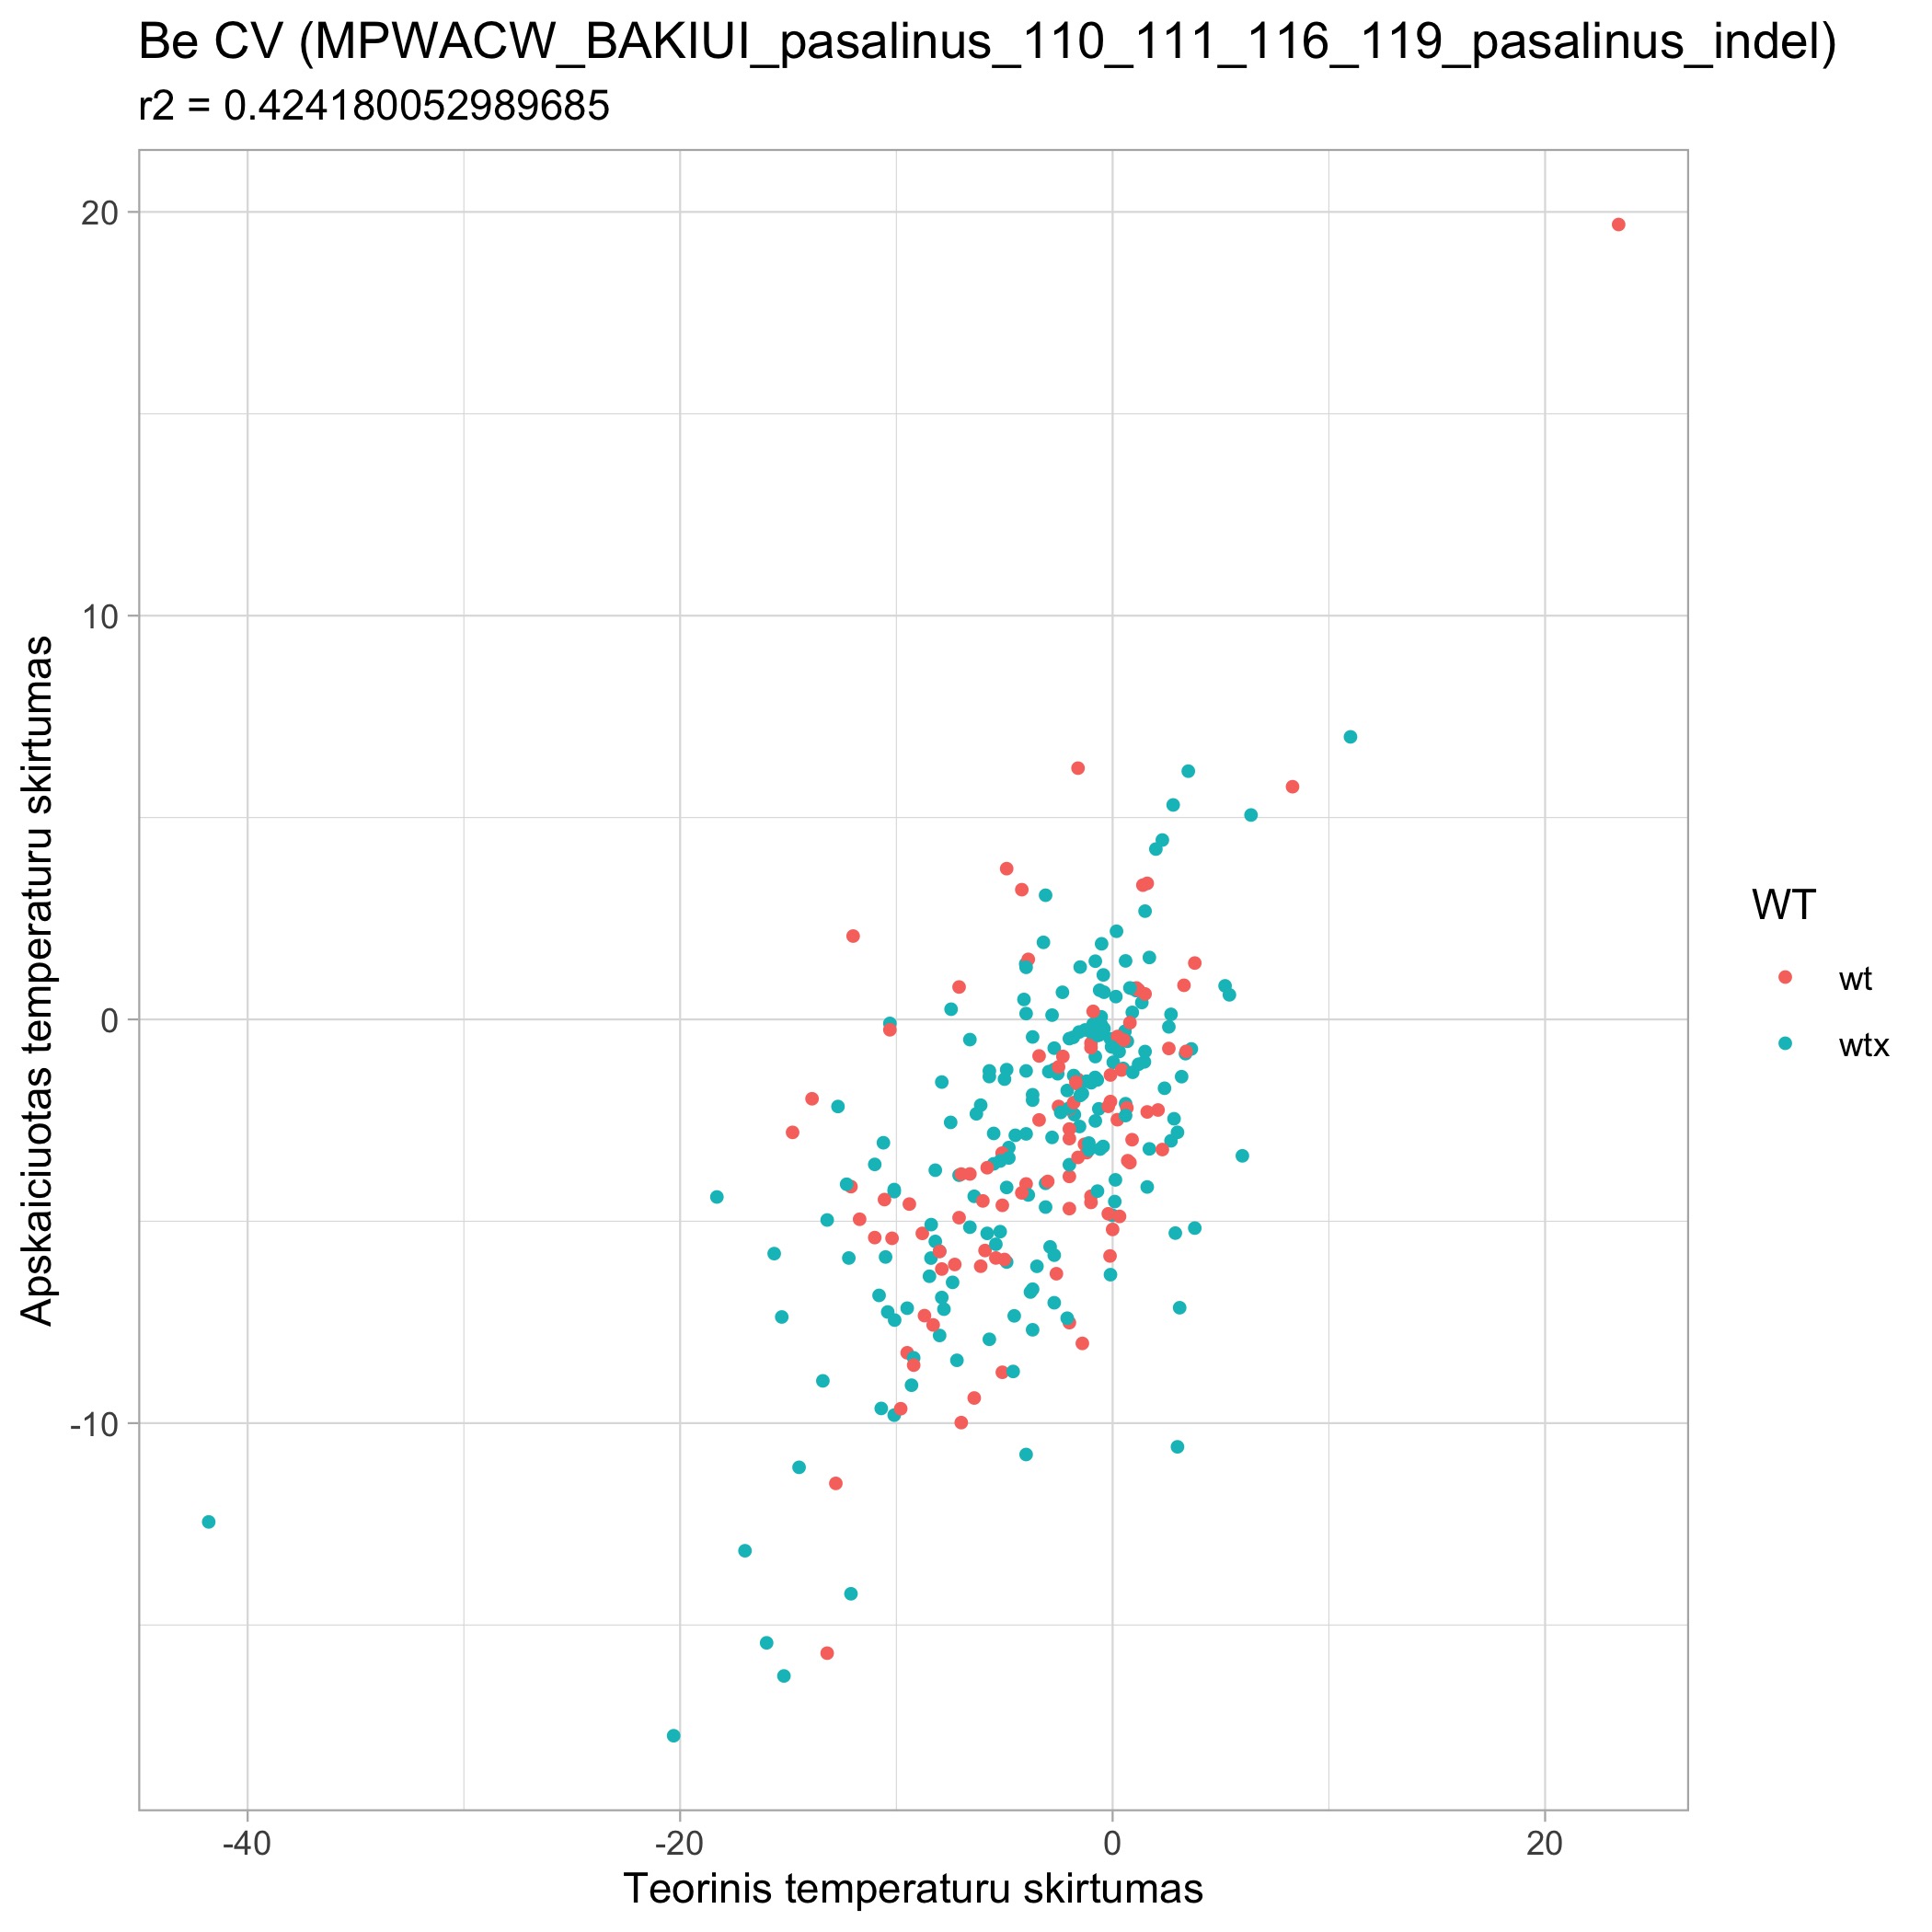 Be CV (MPWACW_BAKIUI_pasalinus_110_111_116_119_pasalinus_indel)
r2 = 0.424180052989685
20
10
0
-10
-40
-20
0
20
Teorinis temperaturu skirtumas
Apskaiciuotas temperaturu skirtumas
WT
wt
wtx